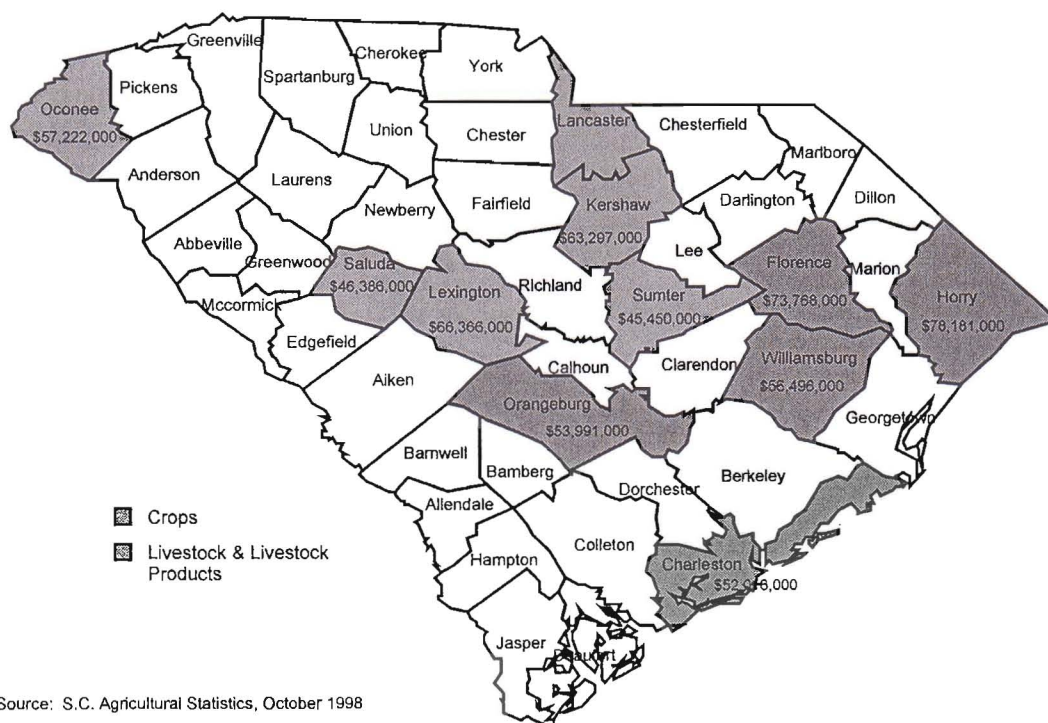 Greenville
Cherokee
York
Spartanburg
Pickens
Oconee
$57,222,000
Union
Chester
Lancaster
Chesterfield
Marlboro
Anderson
Laurens
Newberry
Fairfield
Kershaw
$63,297,000
Darlington
Dillon
Abbeville
Greenwood
Saluda
$46,386,000
Lexington
$66,366,000
RIchland
Lee
Sumter
$45,450,000
Florence
$73,768,000
Marion
Horry
$78,181,000
Mccormick
Edgefield
Aiken
Calhoun
Clarendon
Williamsburg
$56,496,000
Orangeburg
$53,991,000
Georgetown
Barnwell
Bamberg
Dorchester
Berkeley
Allendale
Hampton
Colleton
Charleston
Jasper
Beaufort
Crops
Livestock & Livestock
Products
Source: S.C. Agricultural Statistics, October 1998